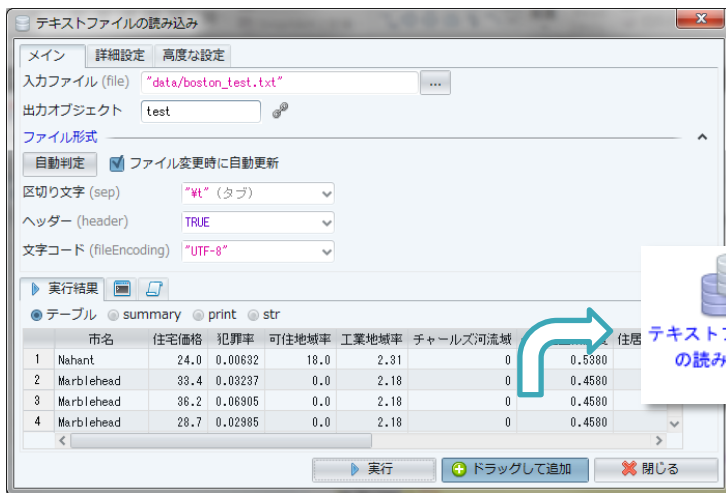 テキストファイルの読み込み
メイン 詳細設定 高度な設定
入力ファイル (file) "data/boston_test.txt" ...
出力オブジェクト test
ファイル形式
自動判定 ファイル変更時に自動更新
区切り文字 (sep) "¥t" (タブ)
ヘッダー (header) TRUE
文字コード (fileEncoding) "UTF-8"
実行結果
テーブル summary print str
市名 住宅価格 犯罪率 可住地域率 工業地域率 チャールズ河流域 住居
1 Nahant 24.0 0.00632 18.0 2.31 0 0.5380
2 Marblehead 33.4 0.03237 0.0 2.18 0 0.4580
3 Marblehead 36.2 0.06905 0.0 2.18 0 0.4580
4 Marblehead 28.7 0.02985 0.0 2.18 0 0.4580
テキスト
の読み
実行 ドラッグして追加 閉じる